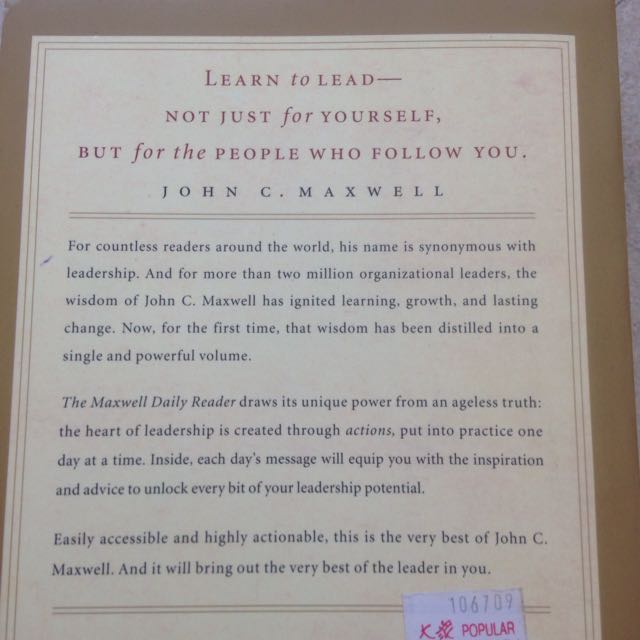 LEARN to LEAD—
NOT JUST for YOURSELF,
BUT for the PEOPLE WHO FOLLOW YOU.
JOHN C. MAXWELL
For countless readers around the world, his name is synonymous with
leadership. And for more than two million organizational leaders, the
wisdom of John C. Maxwell has ignited learning, growth, and lasting
change. Now, for the first time, that wisdom has been distilled into a
single and powerful volume.
The Maxwell Daily Reader draws its unique power from an ageless truth:
the heart of leadership is created through actions, put into practice one
day at a time. Inside, each day's message will equip you with the inspiration
and advice to unlock every bit of your leadership potential.
Easily accessible and highly actionable, this is the very best of John C.
Maxwell. And it will bring out the very best of the leader in you.
106709
大眾 POPULAR